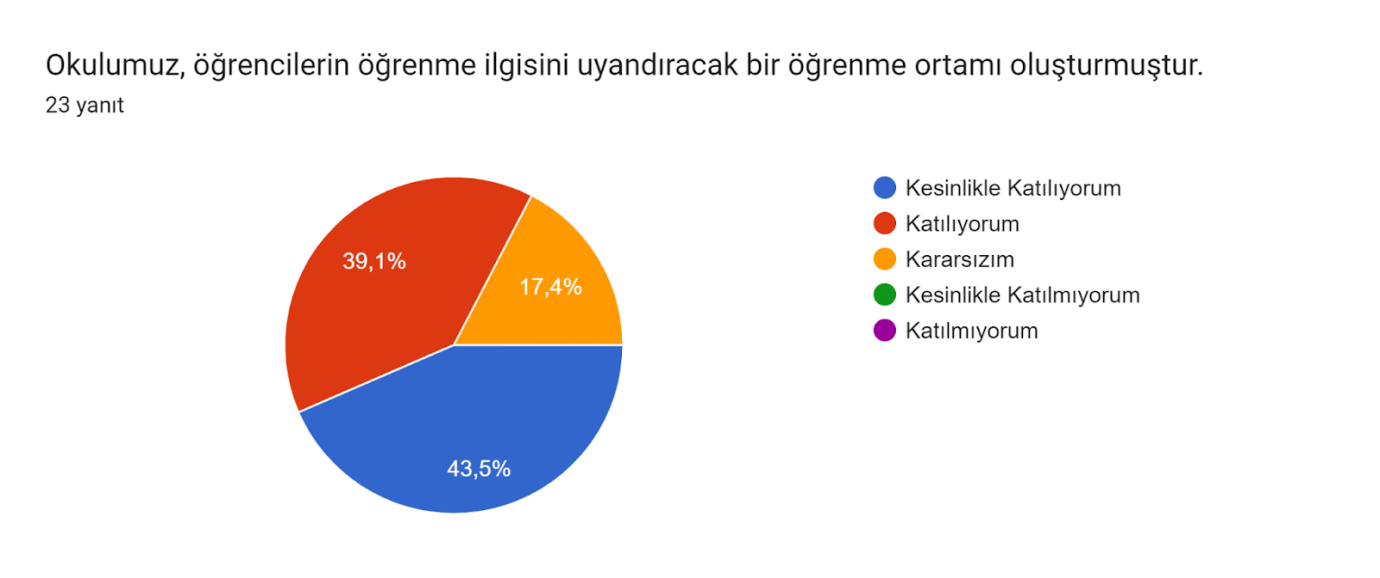 Okulumuz, öğrencilerin öğrenme ilgisini uyandıracak bir öğrenme ortamı oluşturmuştur.
23 yanıt
Kesinlikle Katılıyorum
Katılıyorum
Kararsızım
Kesinlikle Katılmıyorum
Katılmıyorum
39,1%
17,4%
43,5%